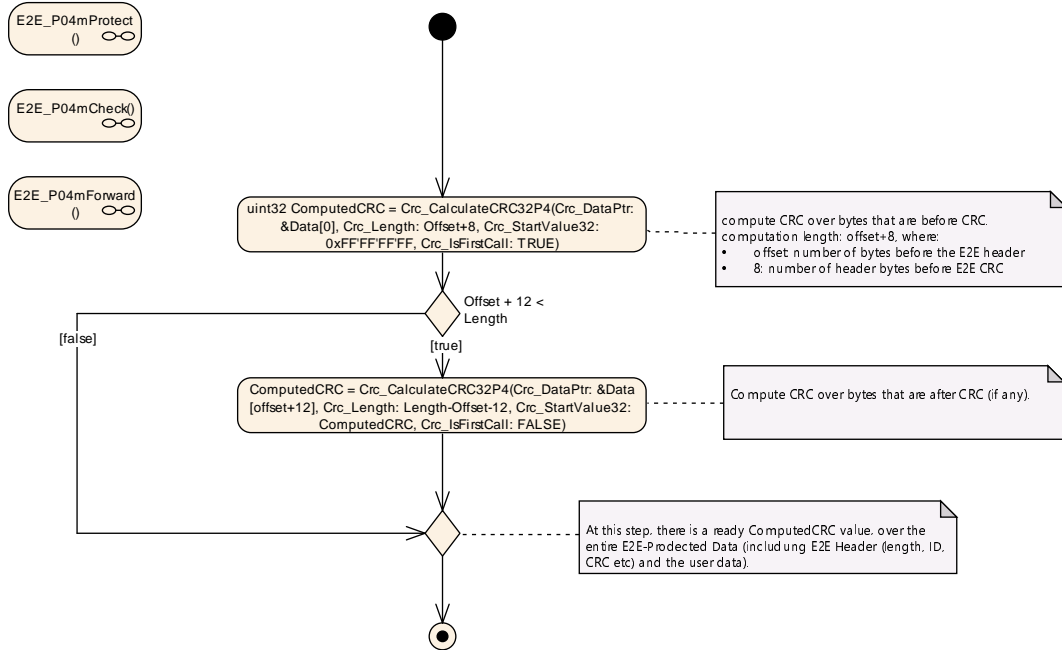 E2E_P04mProtect
()
E2E_P04mCheck()
E2E_P04mForward
()
uint32 ComputedCRC = Crc_CalculateCRC32P4(Crc_DataPtr:
&Data[0], Crc_Length: Offset+8, Crc_StartValue32:
0xFF'FF'FF'FF, Crc_IsFirstCall: TRUE)
compute CRC over bytes that are before CRC.
computation length: offset+8, where:
• offset: number of bytes before the E2E header
• 8: number of header bytes before E2E CRC
Offset + 12 <
Length
[false]
[true]
ComputedCRC = Crc_CalculateCRC32P4(Crc_DataPtr: &Data
[offset+12], Crc_Length: Length-Offset-12, Crc_StartValue32:
ComputedCRC, Crc_IsFirstCall: FALSE)
Compute CRC over bytes that are after CRC (if any).
At this step, there is a ready ComputedCRC value, over the
entire E2E-Prodected Data (includung E2E Header (length, ID,
CRC etc) and the user data).